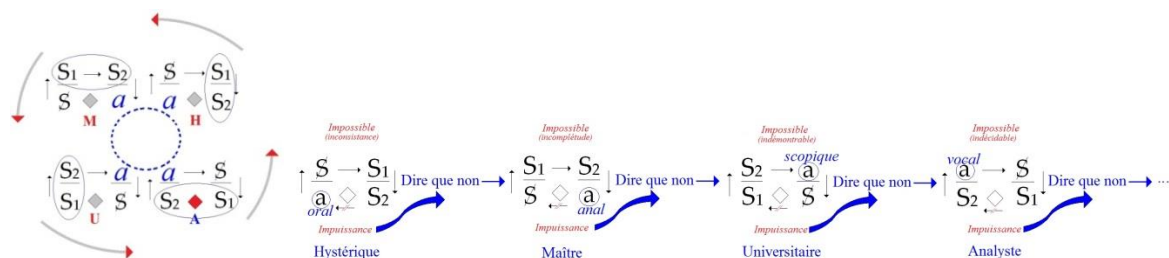 S₁ → S₂ $ → S₁
$ a a S₂
M H
S₂ → a a → $
S₁ $ S₂ S₁
U A
Impossible Impossible Impossible Impossible
(inconsistance) (incomplétude) (indémontrable) (indécidable)
scopique vocal
$ → S₁ S₁ → S₂ S₂ → a a → $
Dire que non Dire que non Dire que non Dire que non ...
a S₂ $ a S₁ $ S₂ S₁
oral anal
Impuissance Impuissance Impuissance Impuissance
Hystérique Maître Universitaire Analyste